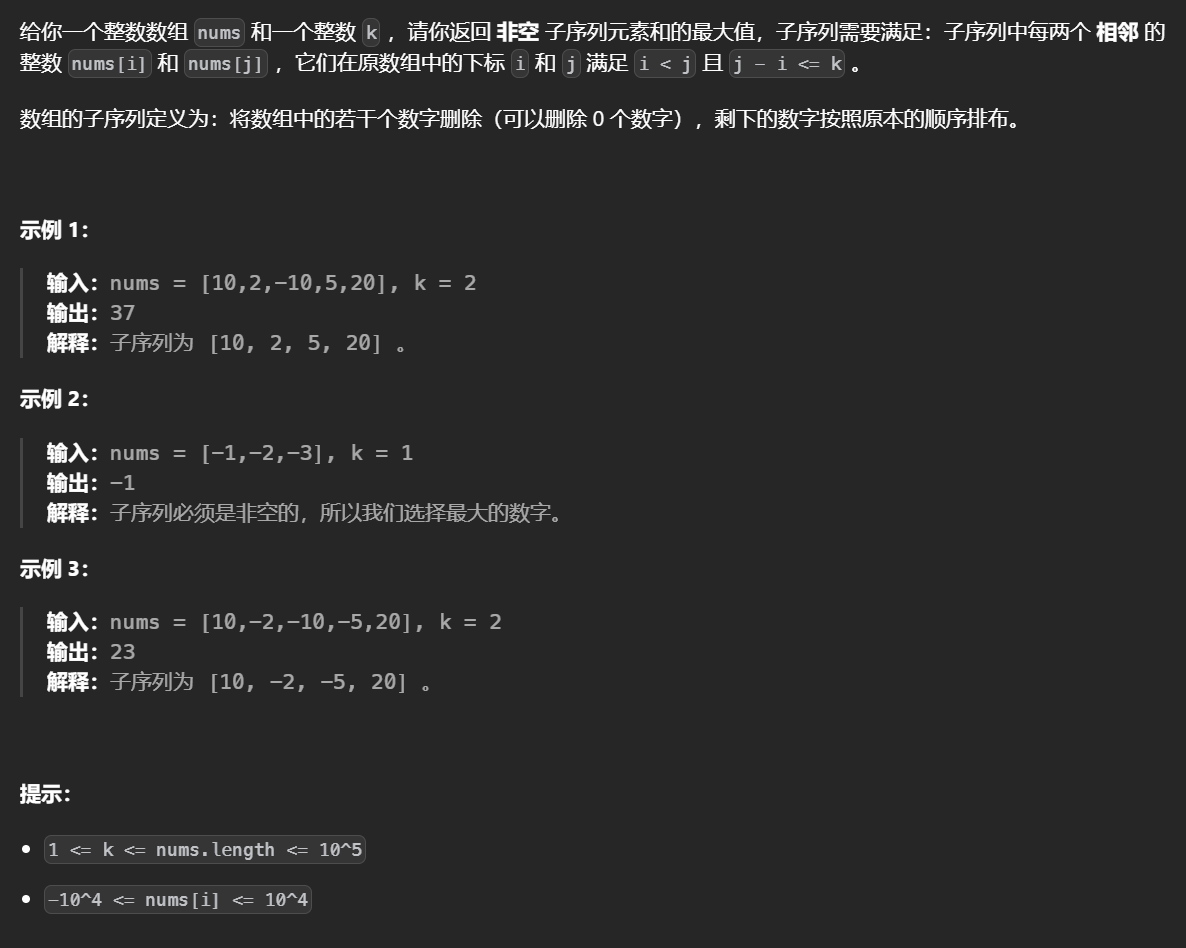 给你一个整数数组 nums 和一个整数 k ，请你返回 非空 子序列元素和的最大值，子序列需要满足：子序列中每两个 相邻 的
整数 nums[i] 和 nums[j] ，它们在原数组中的下标 i 和 j 满足 i < j 且 j - i <= k 。
数组的子序列定义为：将数组中的若干个数字删除（可以删除 0 个数字），剩下的数字按照原本的顺序排布。
示例 1：
输入：nums = [10,2,-10,5,20], k = 2
输出：37
解释：子序列为 [10, 2, 5, 20] 。
示例 2：
输入：nums = [-1,-2,-3], k = 1
输出：-1
解释：子序列必须是非空的，所以我们选择最大的数字。
示例 3：
输入：nums = [10,-2,-10,-5,20], k = 2
输出：23
解释：子序列为 [10, -2, -5, 20] 。
提示：
• 1 <= k <= nums.length <= 10^5
• -10^4 <= nums[i] <= 10^4